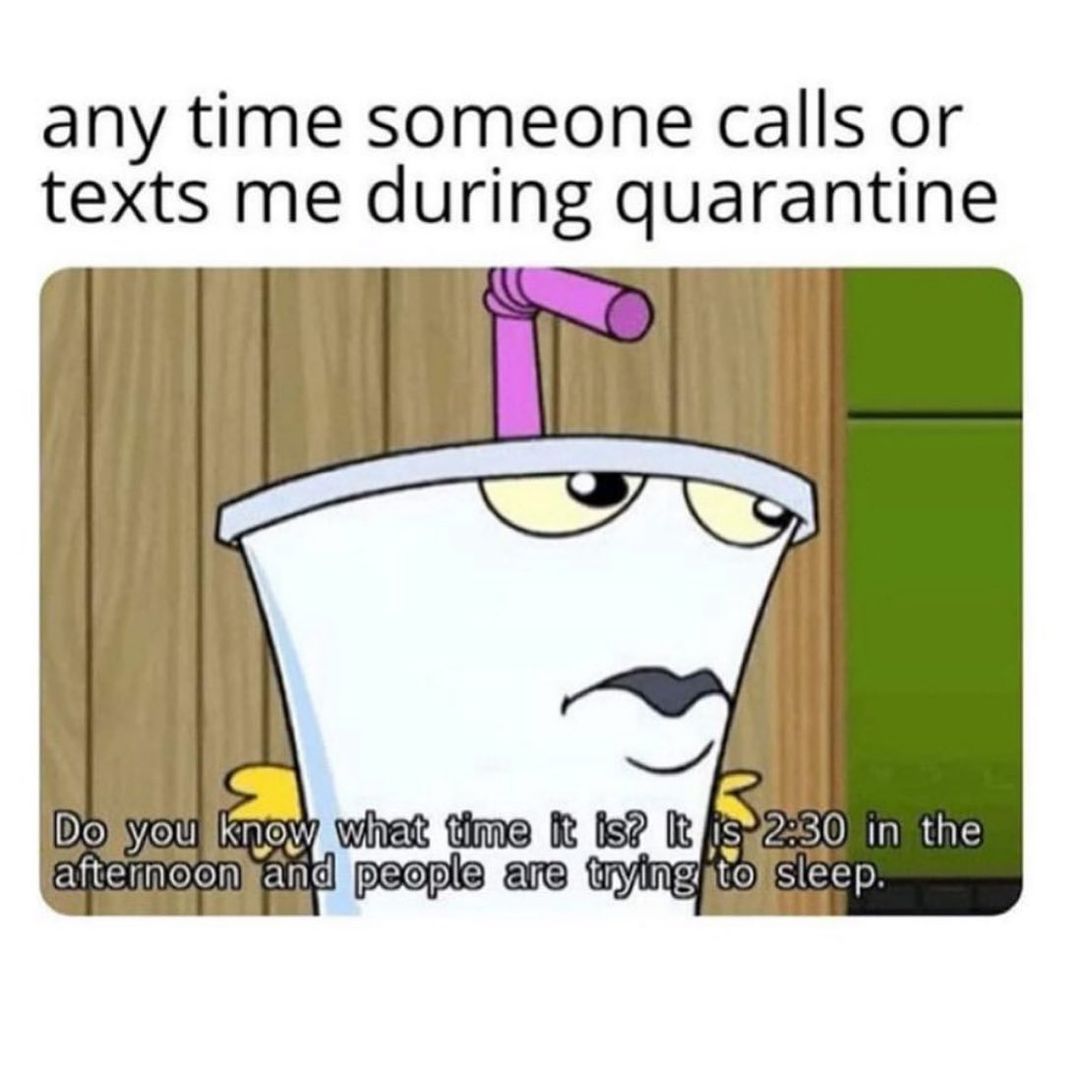 any time someone calls or
texts me during quarantine
Do you know what time it is? It is 2:30 in the
afternoon and people are trying to sleep.